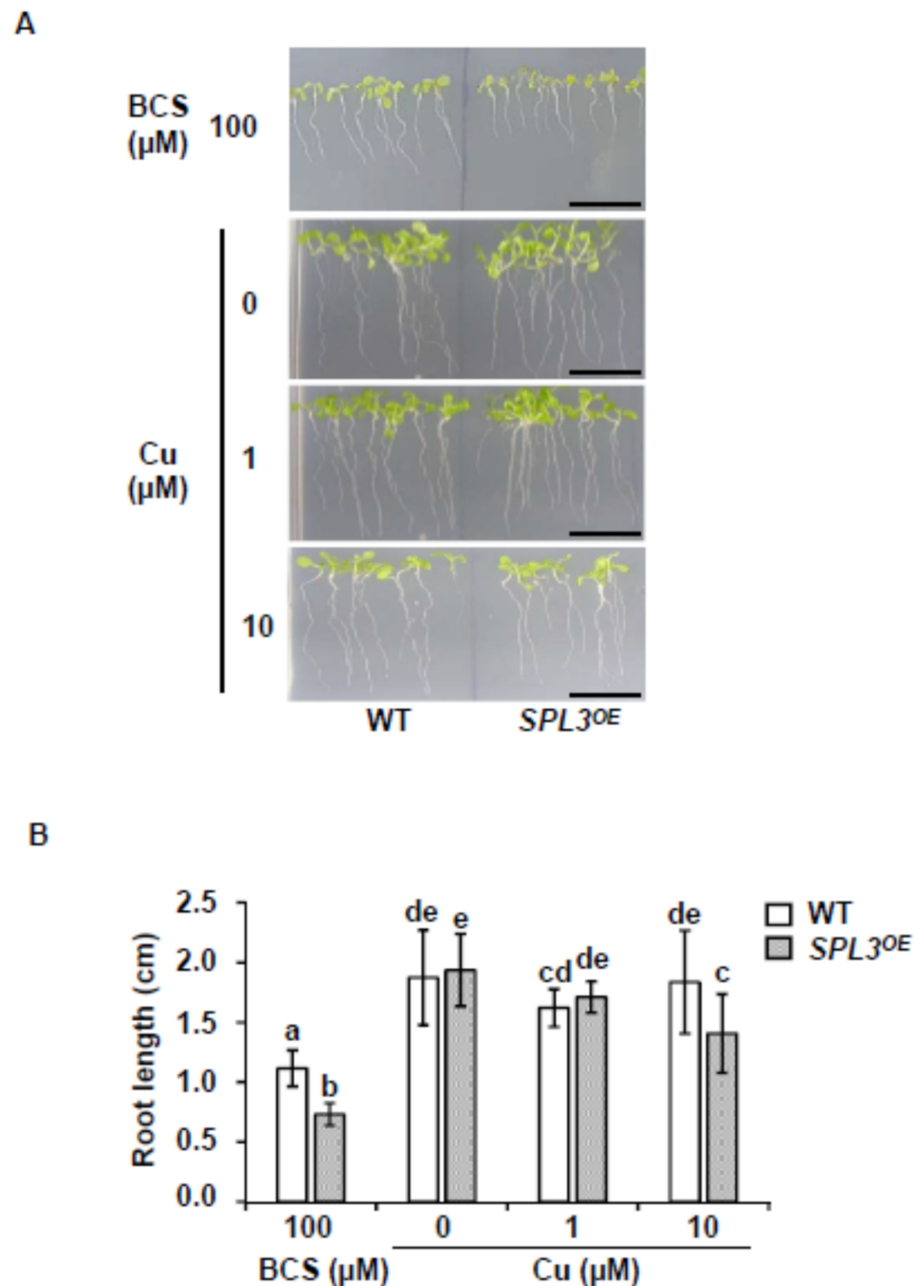 A
BCS
(µM)
100
0
Cu
(µM)
1
10
WT
SPL3OE
B
Root length (cm)
2.5
2.0
1.5
1.0
0.5
0.0
a
b
de
e
cd
de
de
c
WT
SPL3OE
100
0
1
10
BCS (µM)
Cu (µM)